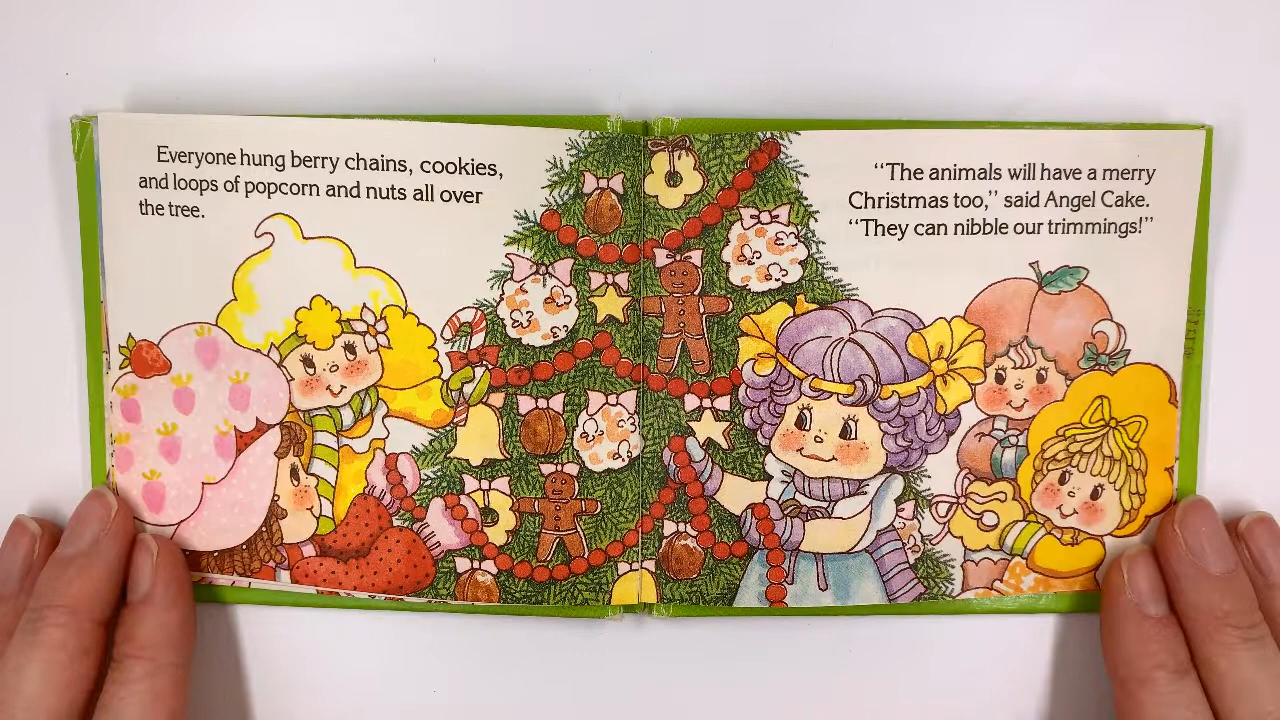 Everyone hung berry chains, cookies,
and loops of popcorn and nuts all over
the tree.
“The animals will have a merry
Christmas too,” said Angel Cake.
“They can nibble our trimmings!”